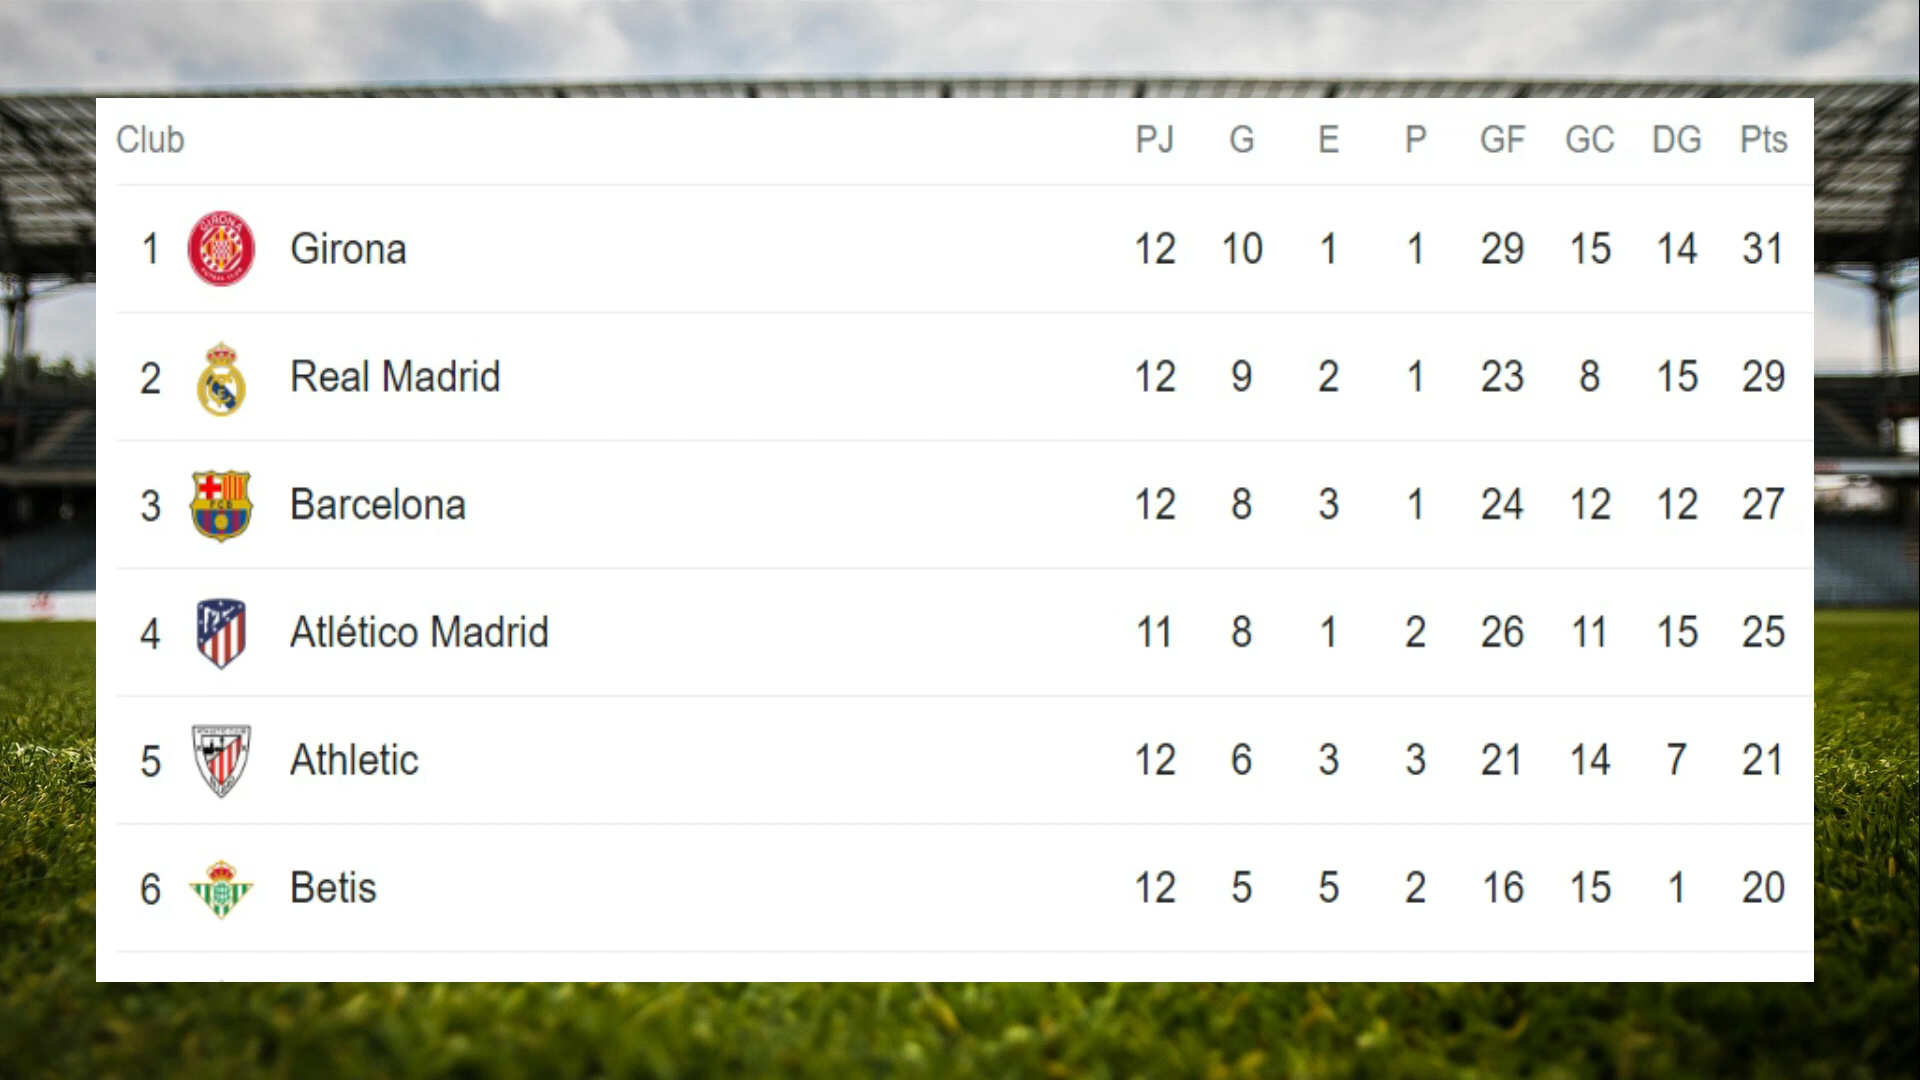 Club PJ G E P GF GC DG Pts
1 Girona 12 10 1 1 29 15 14 31
2 Real Madrid 12 9 2 1 23 8 15 29
3 Barcelona 12 8 3 1 24 12 12 27
4 Atlético Madrid 11 8 1 2 26 11 15 25
5 Athletic 12 6 3 3 21 14 7 21
6 Betis 12 5 5 2 16 15 1 20